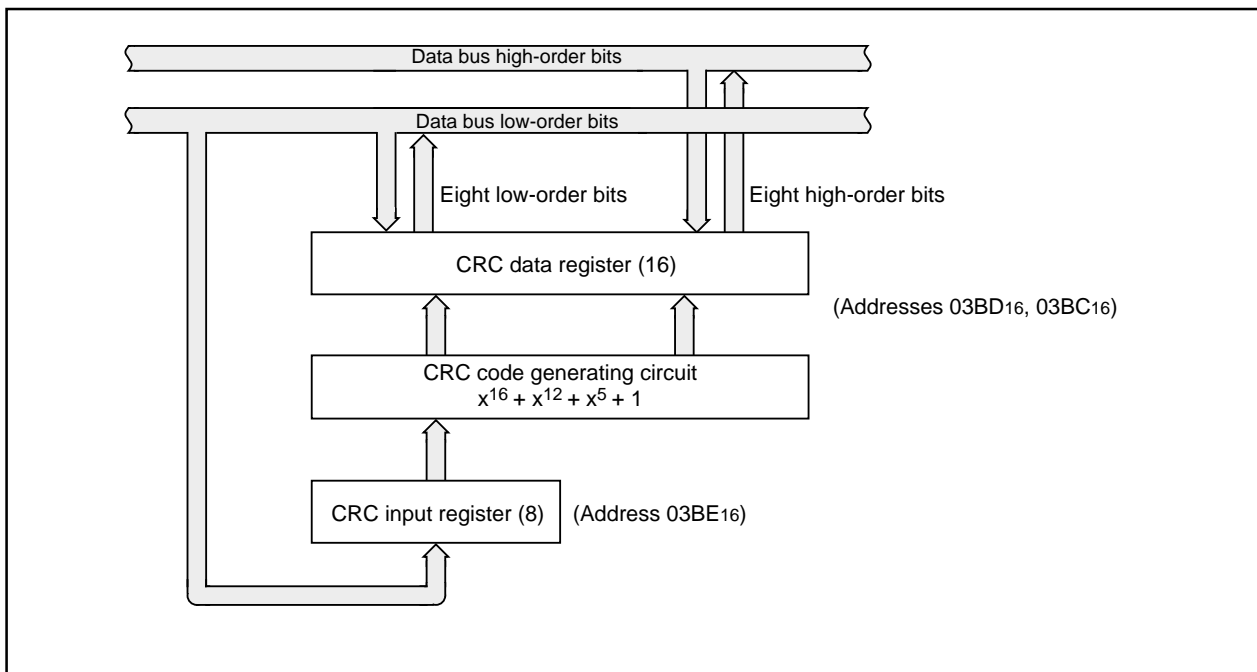 Data bus high-order bits
Data bus low-order bits
Eight low-order bits
Eight high-order bits
CRC data register (16)
(Addresses 03BD₁₆, 03BC₁₆)
CRC code generating circuit
x¹⁶ + x¹² + x⁵ + 1
CRC input register (8)
(Address 03BE₁₆)